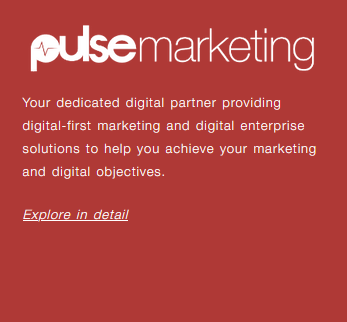 pulsemarketing
Your dedicated digital partner providing
digital-first marketing and digital enterprise
solutions to help you achieve your marketing
and digital objectives.
Explore in detail